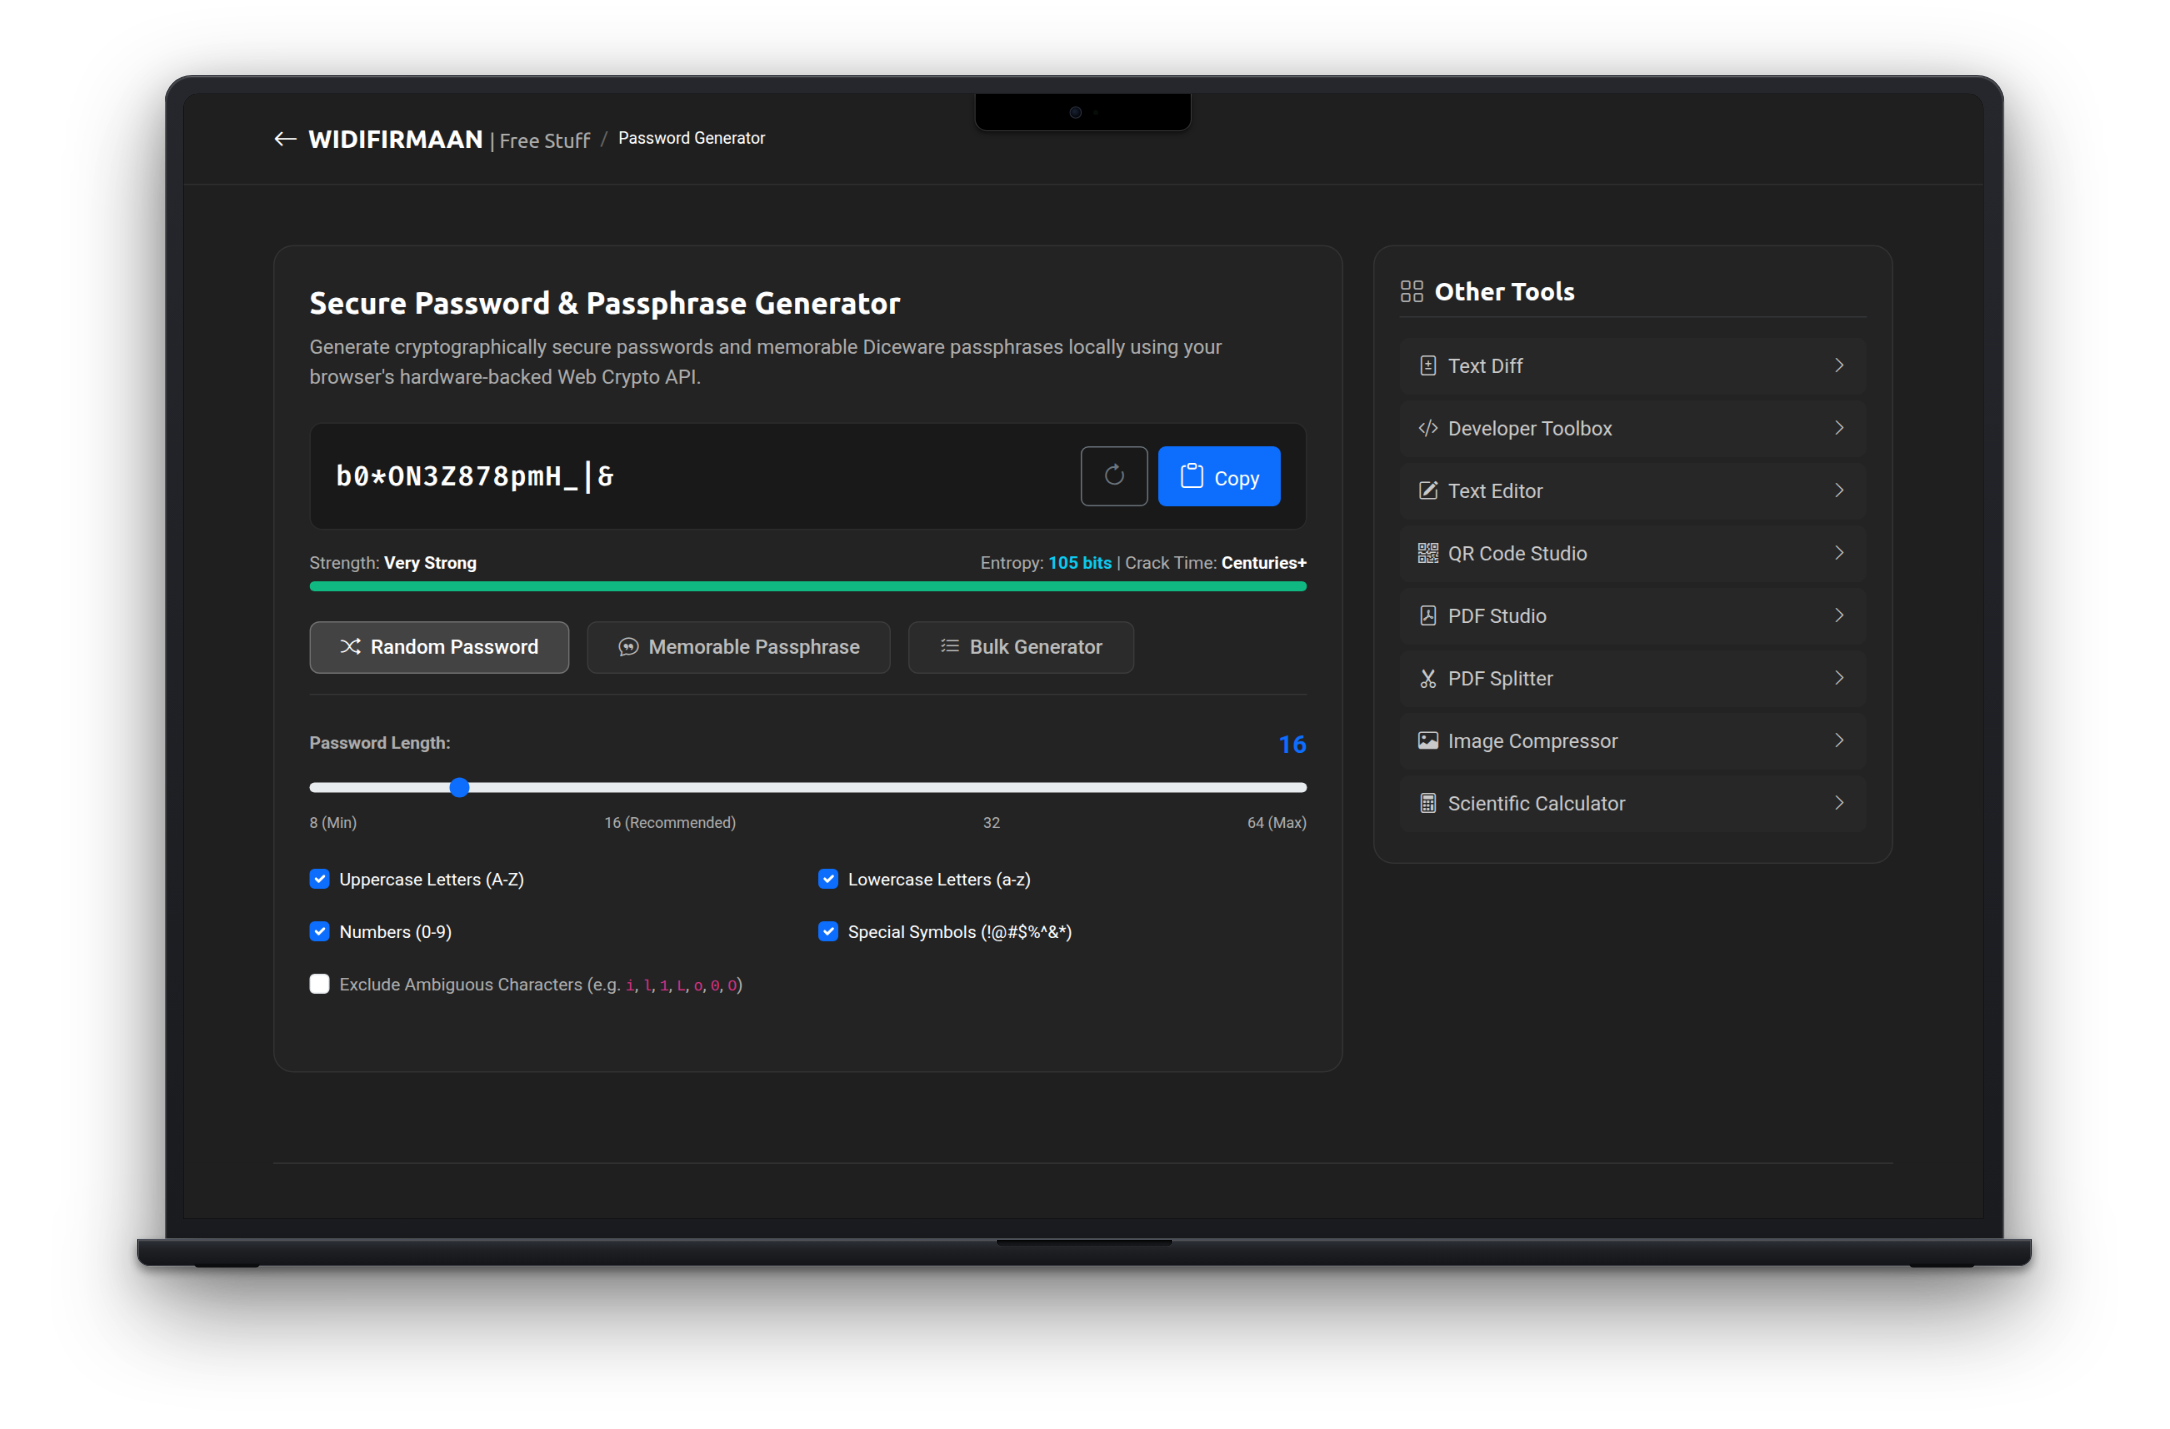 WIDIFIRMAAN | Free Stuff / Password Generator
Secure Password & Passphrase Generator
Generate cryptographically secure passwords and memorable Diceware passphrases locally using your
browser's hardware-backed Web Crypto API.
b0*ON3Z878pmH_|&
Copy
Strength: Very Strong
Entropy: 105 bits | Crack Time: Centuries+
Random Password
Memorable Passphrase
Bulk Generator
Password Length:
16
8 (Min)
16 (Recommended)
32
64 (Max)
Uppercase Letters (A-Z)
Lowercase Letters (a-z)
Numbers (0-9)
Special Symbols (!@#$%^&*)
Exclude Ambiguous Characters (e.g. i, l, 1, L, o, 0, O)
Other Tools
Text Diff
Developer Toolbox
Text Editor
QR Code Studio
PDF Studio
PDF Splitter
Image Compressor
Scientific Calculator